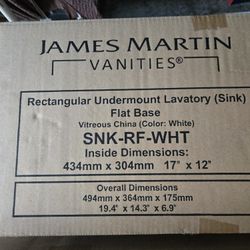 JAMES MARTIN
VANITIES®
Rectangular Undermount Lavatory (Sink)
Flat Base
Vitreous China (Color: White)
SNK-RF-WHT
Inside Dimensions:
434mm x 304mm 17" x 12"
Overall Dimensions
494mm x 364mm x 175mm
19.4" x 14.3" x 6.9"